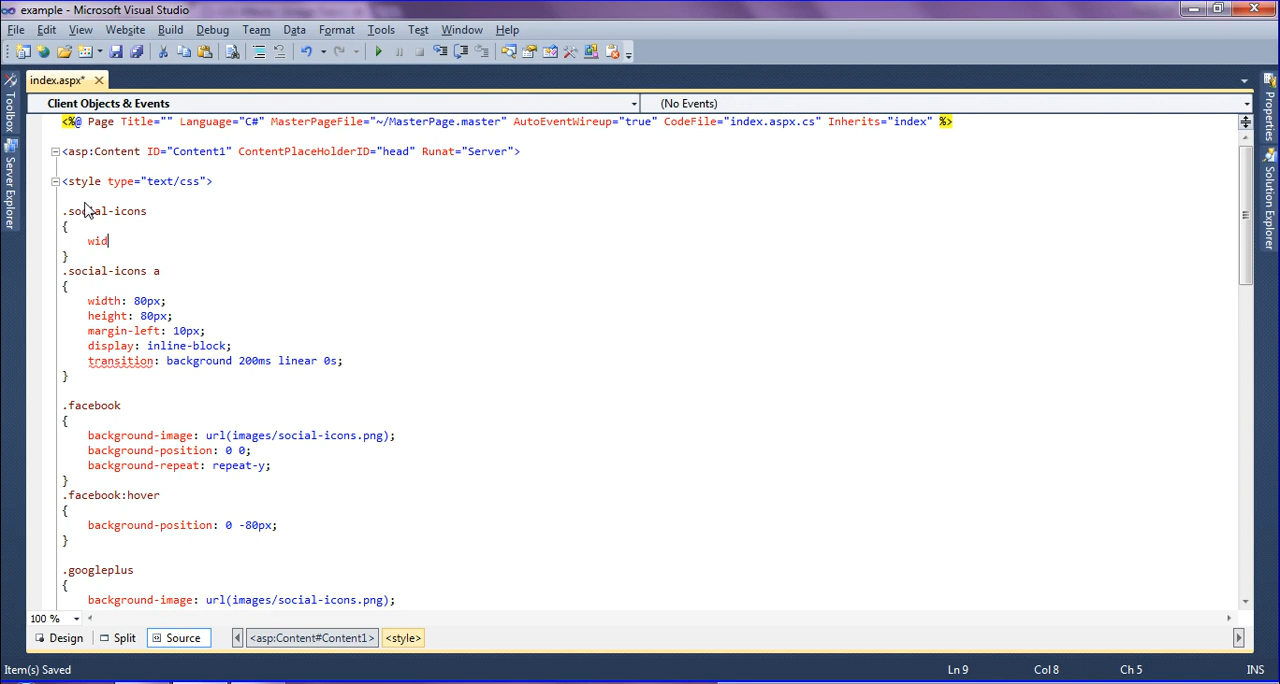 example - Microsoft Visual Studio
File Edit View Website Build Debug Team Data Format Tools Test Window Help
index.aspx*
Client Objects & Events
(No Events)
Toolbox
Server Explorer
Properties
Solution Explorer
<%@ Page Title="" Language="C#" MasterPageFile="~/MasterPage.master" AutoEventWireup="true" CodeFile="index.aspx.cs" Inherits="index" %>
<asp:Content ID="Content1" ContentPlaceHolderID="head" Runat="Server">
<style type="text/css">
.social-icons
{
wid
}
.social-icons a
{
width: 80px;
height: 80px;
margin-left: 10px;
display: inline-block;
transition: background 200ms linear 0s;
}
.facebook
{
background-image: url(images/social-icons.png);
background-position: 0 0;
background-repeat: repeat-y;
}
.facebook:hover
{
background-position: 0 -80px;
}
.googleplus
{
background-image: url(images/social-icons.png);
100 %
Design Split Source <asp:Content#Content1> <style>
Item(s) Saved Ln 9 Col 8 Ch 5 INS